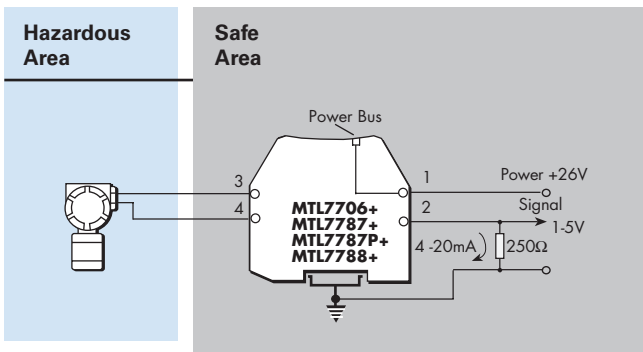 Hazardous
Area
Safe
Area
Power Bus
3
4
1
2
Power +26V
Signal
1-5V
MTL7706+
MTL7787+
MTL7787P+
MTL7788+
4 -20mA
250Ω